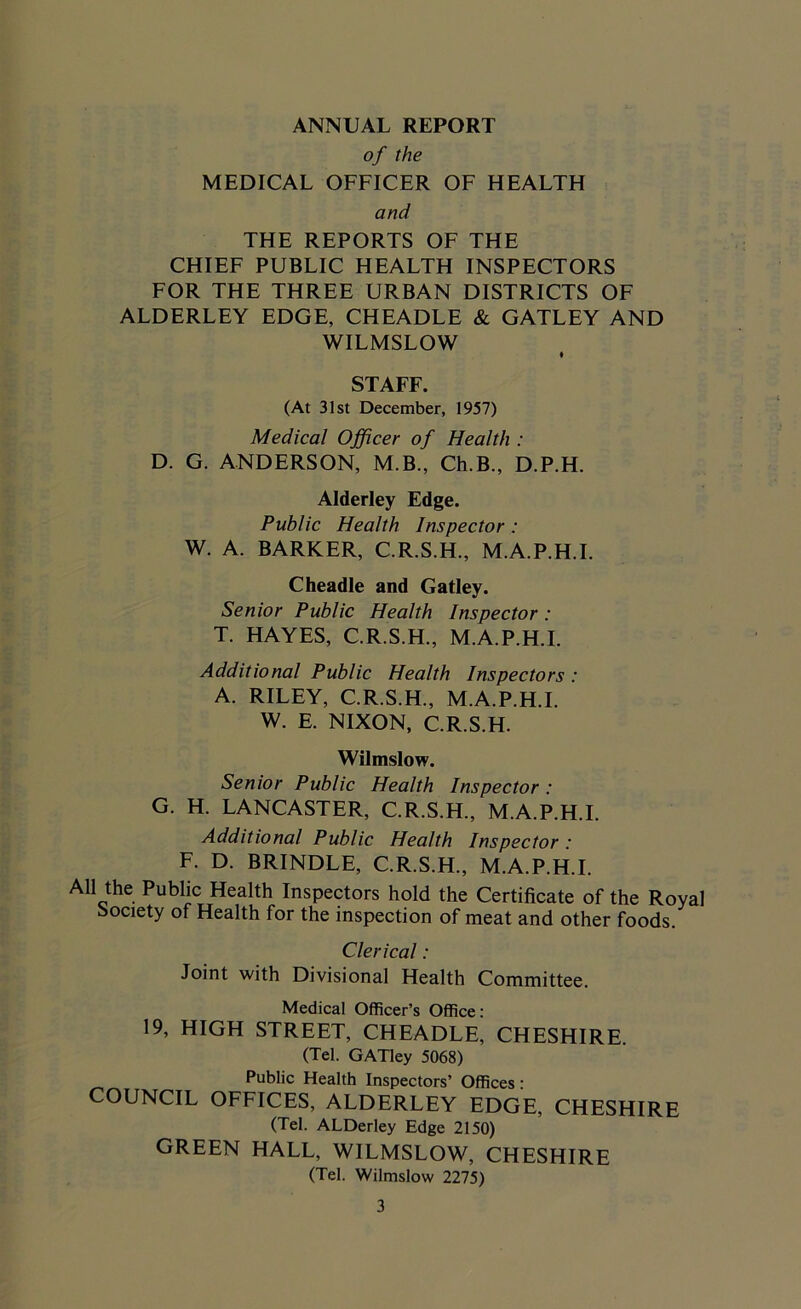 ANNUAL REPORT
of the
MEDICAL OFFICER OF HEALTH
and
THE REPORTS OF THE
CHIEF PUBLIC HEALTH INSPECTORS
FOR THE THREE URBAN DISTRICTS OF
ALDERLEY EDGE, CHEADLE & GATLEY AND
WILMSLOW
STAFF.
(At 31st December, 1957)
Medical Officer of Health :
D. G. ANDERSON, M.B., Ch.B., D.P.H.
Alderley Edge.
Public Health Inspector :
W. A. BARKER, C.R.S.H., M.A.P.H.I.
Cheadle and Gatley.
Senior Public Health Inspector :
T. HAYES, C.R.S.H., M.A.P.H.I.
Additional Public Health Inspectors :
A. RILEY, C.R.S.H., M.A.P.H.I.
W. E. NIXON, C.R.S.H.
Wilmslow.
Senior Public Health Inspector :
G. H. LANCASTER, C.R.S.H., M.A.P.H.I.
Additional Public Health Inspector :
F. D. BRINDLE, C.R.S.H., M.A.P.H.I.
All the Public Health Inspectors hold the Certificate of the Royal
Society of Health for the inspection of meat and other foods.
Clerical :
Joint with Divisional Health Committee.
Medical Officer's Office :
19, HIGH STREET, CHEADLE, CHESHIRE.
(Tel. GATley 5068)
Public Health Inspectors' Offices :
COUNCIL OFFICES, ALDERLEY EDGE, CHESHIRE
(Tel. ALDerley Edge 2150)
GREEN HALL, WILMSLOW, CHESHIRE
(Tel. Wilmslow 2275)
3